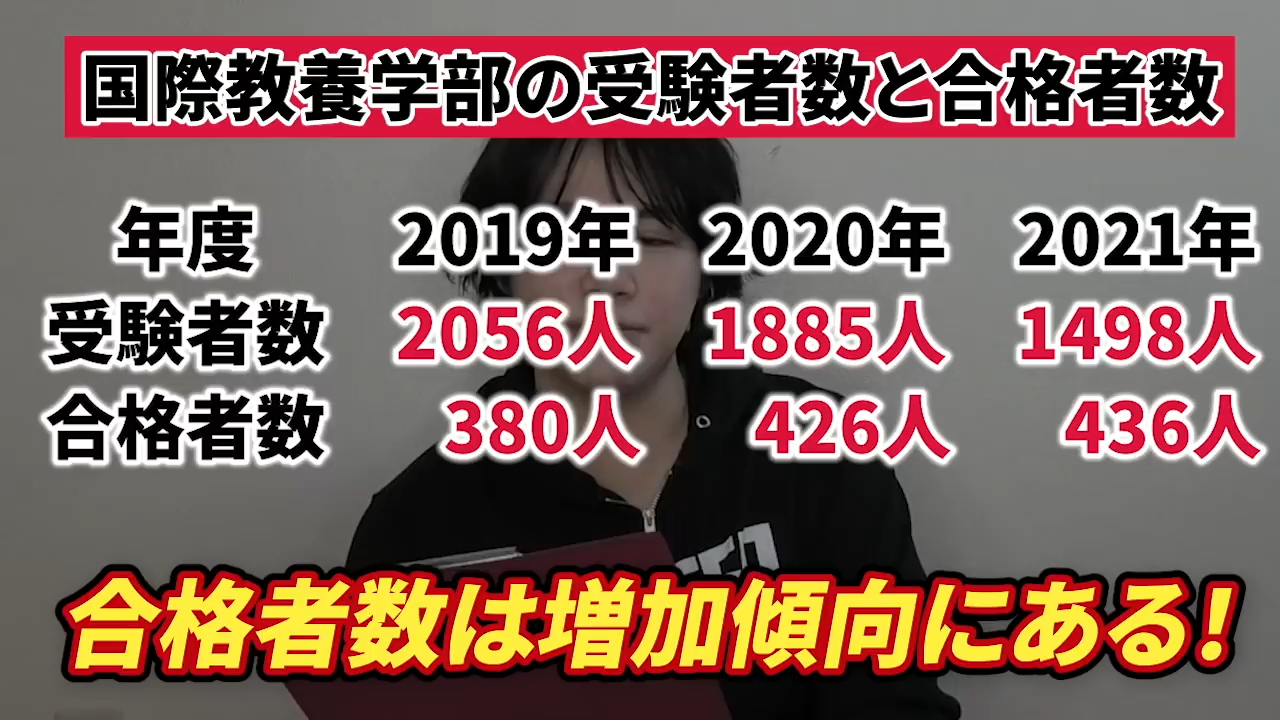 国際教養学部の受験者数と合格者数
年度 2019年 2020年 2021年
受験者数 2056人 1885人 1498人
合格者数 380人 426人 436人
合格者数は増加傾向にある!